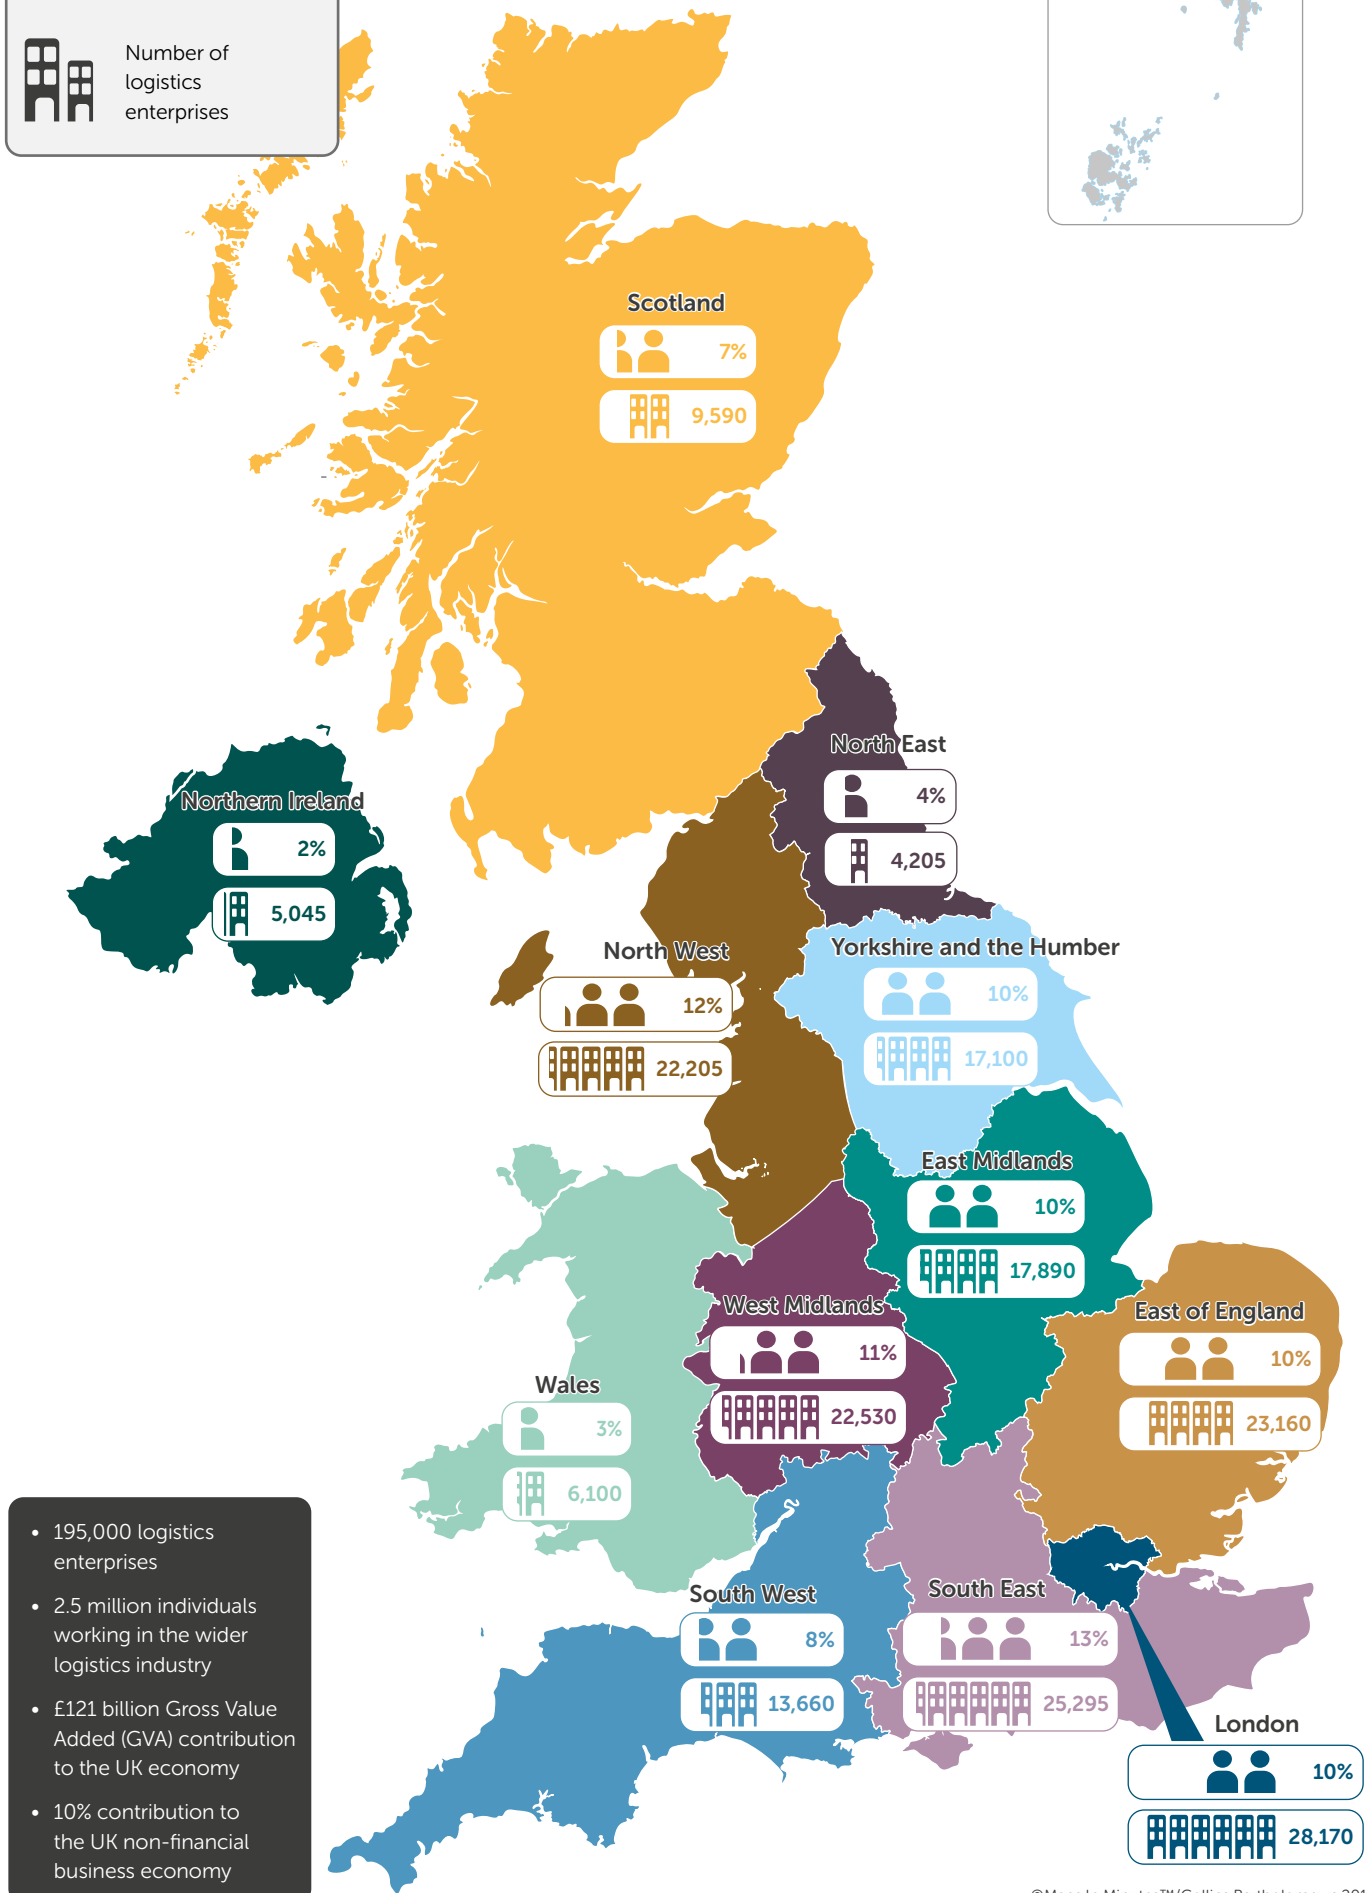 Number of
logistics
enterprises
Scotland
7%
9,590
North East
4%
4,205
Northern Ireland
2%
5,045
North West
12%
22,205
Yorkshire and the Humber
10%
17,100
East Midlands
10%
17,890
West Midlands
11%
22,530
East of England
10%
23,160
Wales
3%
6,100
South West
8%
13,660
South East
13%
25,295
London
10%
28,170
• 195,000 logistics
enterprises
• 2.5 million individuals
working in the wider
logistics industry
• £121 billion Gross Value
Added (GVA) contribution
to the UK economy
• 10% contribution to
the UK non-financial
business economy